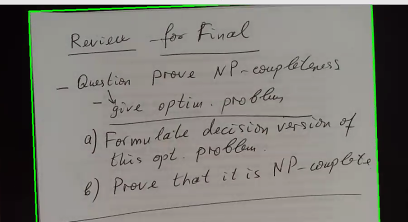 Review - for Final
- Question prove NP-completeness
- give optim. problem
a) Formulate decision version of
this opt. problem.
b) Prove that it is NP-complete